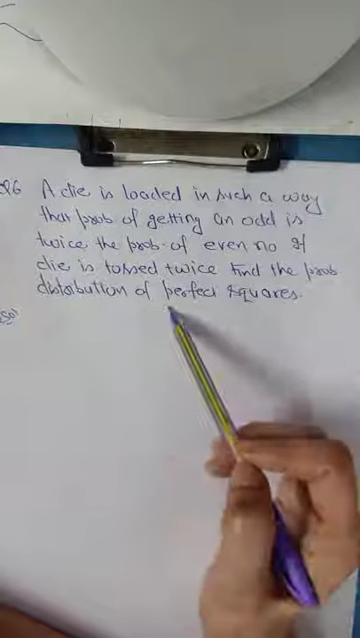 Q6 A die is loaded in such a way
that prob of getting an odd is
twice the prob. of even no If
die is tossed twice Find the prob
distribution of perfect squares.
Sol